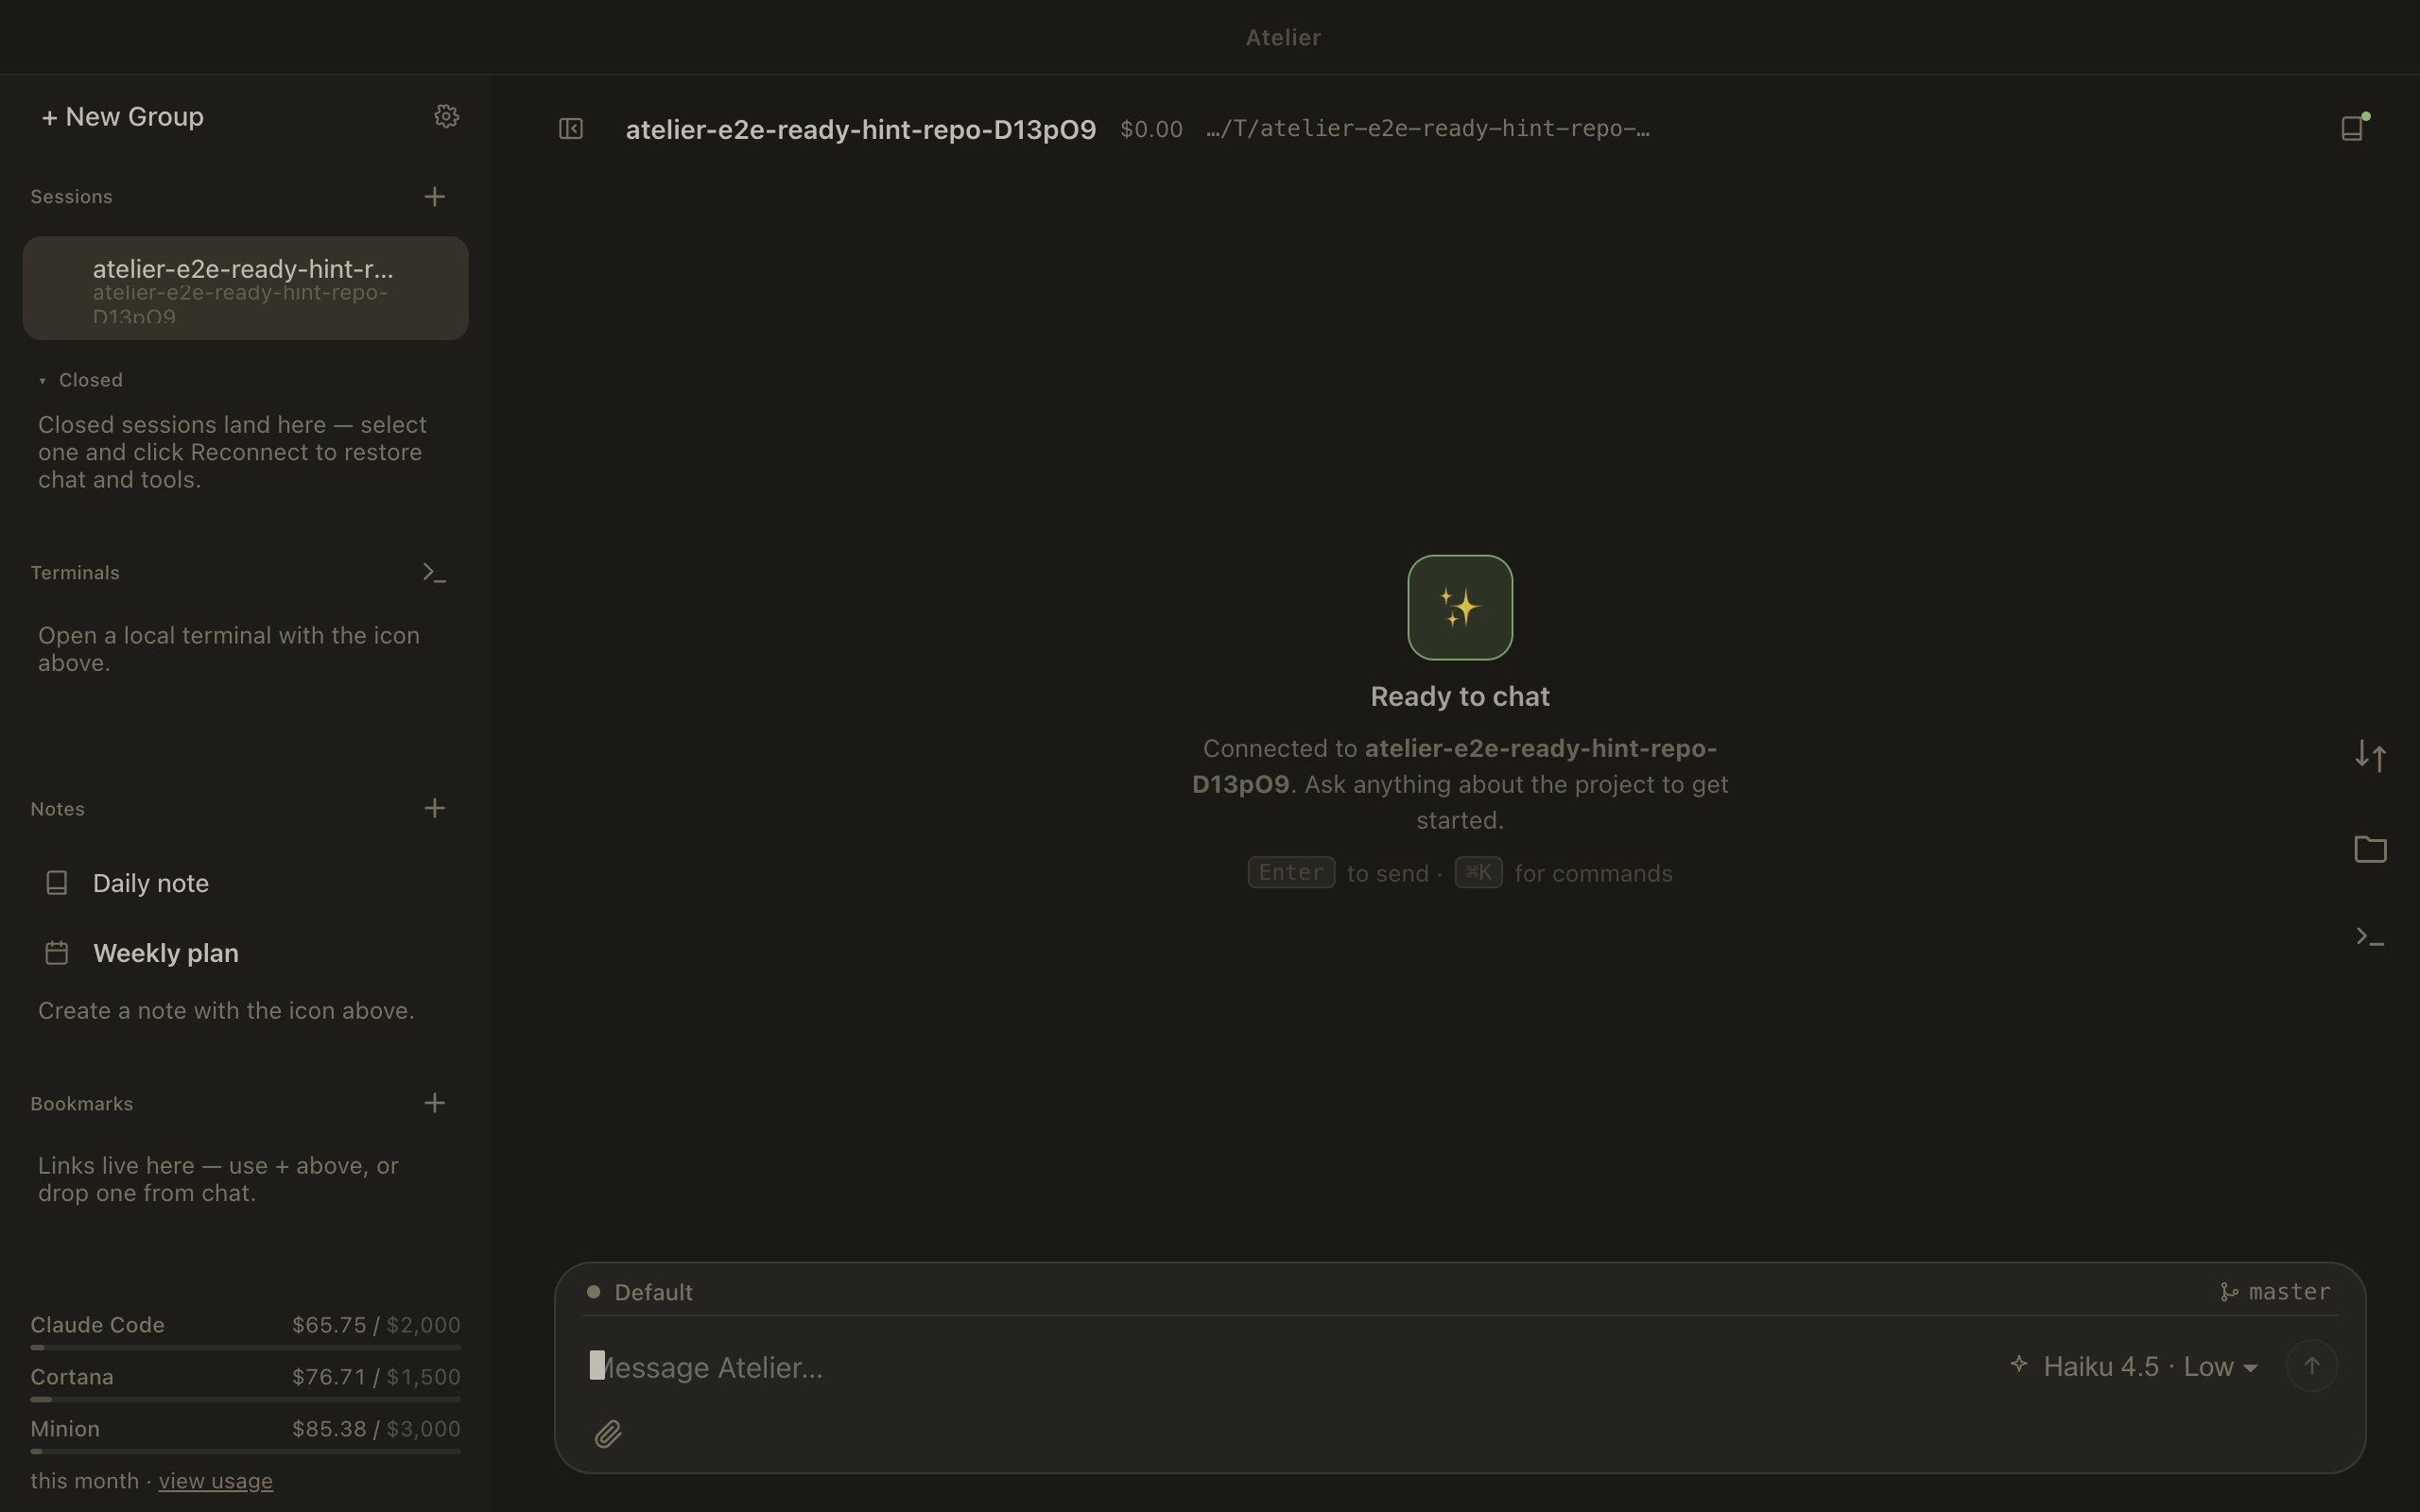 Atelier
+ New Group
Sessions
atelier-e2e-ready-hint-r...
atelier-e2e-ready-hint-repo-
D13pO9
Closed
Closed sessions land here — select
one and click Reconnect to restore
chat and tools.
Terminals
Open a local terminal with the icon
above.
Notes
Daily note
Weekly plan
Create a note with the icon above.
Bookmarks
Links live here — use + above, or
drop one from chat.
Claude Code $65.75 / $2,000
Cortana $76.71 / $1,500
Minion $85.38 / $3,000
this month · view usage
atelier-e2e-ready-hint-repo-D13pO9 $0.00 …/T/atelier-e2e-ready-hint-repo-…
Ready to chat
Connected to atelier-e2e-ready-hint-repo-
D13pO9. Ask anything about the project to get
started.
Enter to send · ⌘K for commands
Default master
Message Atelier... Haiku 4.5 · Low